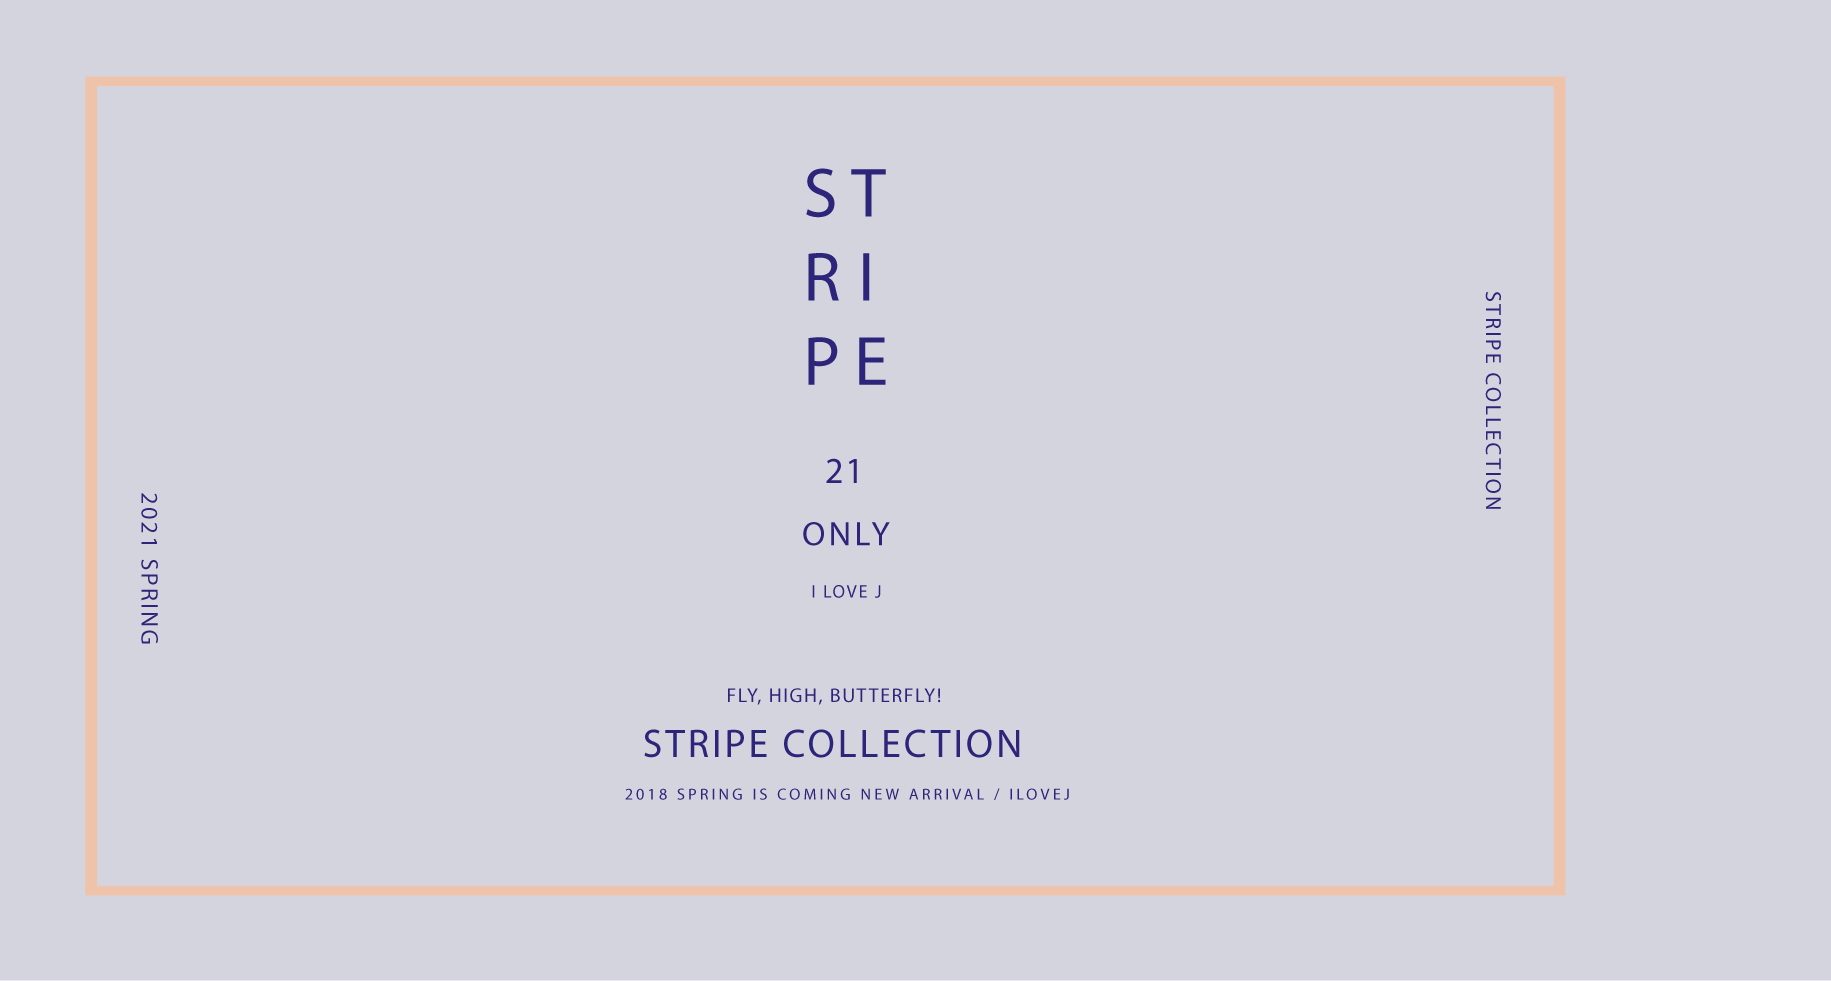 ST
RI
PE
21
ONLY
I LOVE J
2021 SPRING
STRIPE COLLECTION
FLY, HIGH, BUTTERFLY!
STRIPE COLLECTION
2018 SPRING IS COMING NEW ARRIVAL / ILOVEJ